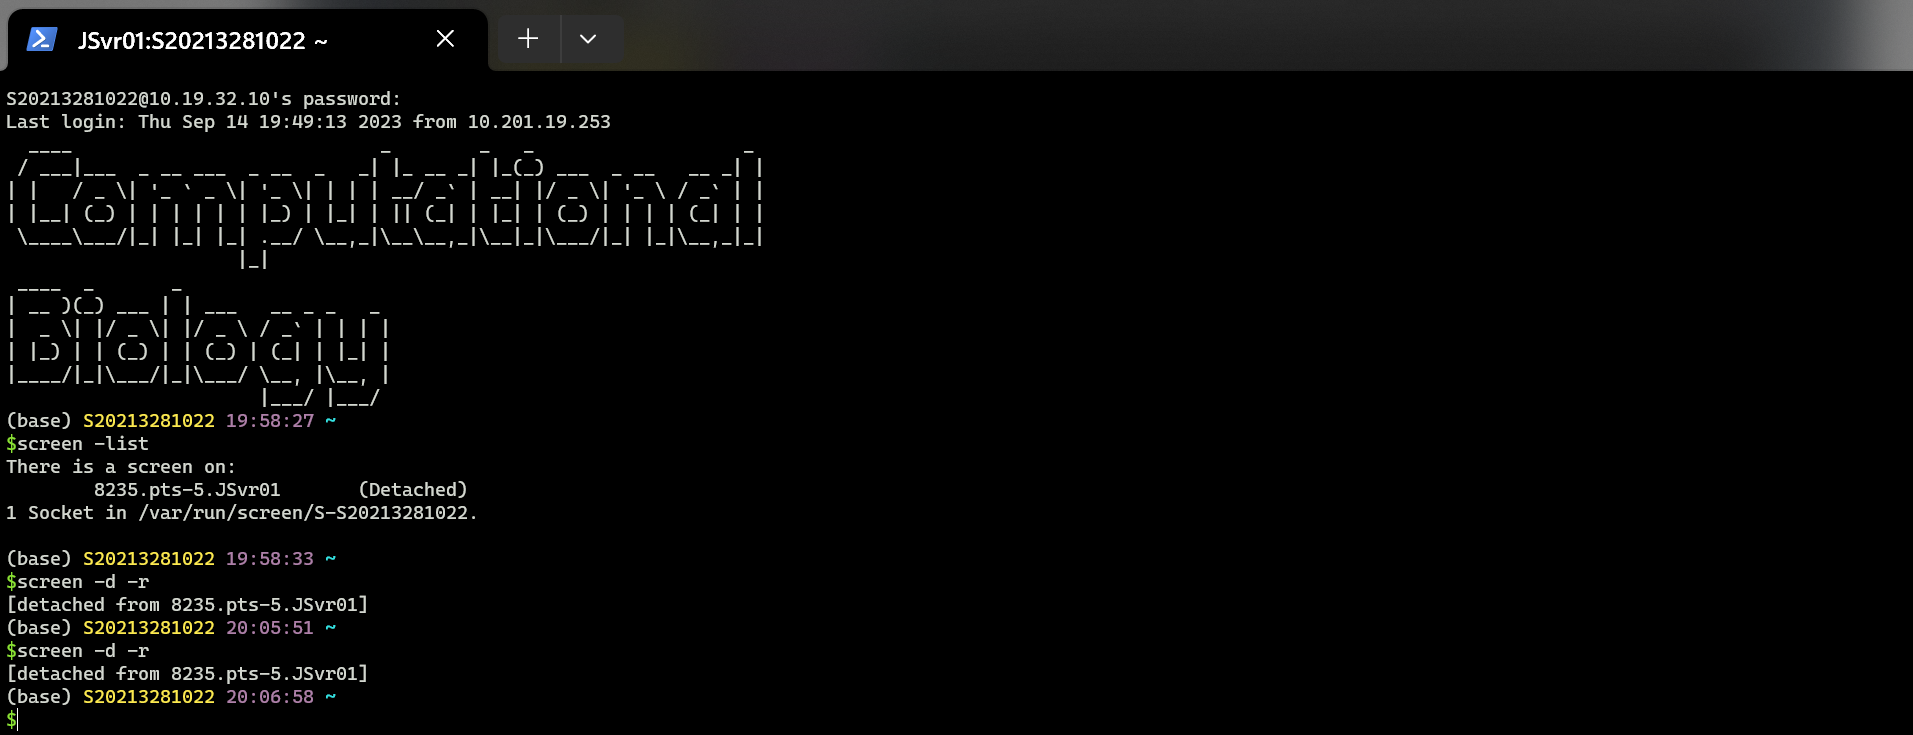 JSvr01:S20213281022 ~
S20213281022@10.19.32.10's password:
Last login: Thu Sep 14 19:49:13 2023 from 10.201.19.253
Computational
Biology
(base) S20213281022 19:58:27 ~
$screen -list
There is a screen on:
8235.pts-5.JSvr01 (Detached)
1 Socket in /var/run/screen/S-S20213281022.
(base) S20213281022 19:58:33 ~
$screen -d -r
[detached from 8235.pts-5.JSvr01]
(base) S20213281022 20:05:51 ~
$screen -d -r
[detached from 8235.pts-5.JSvr01]
(base) S20213281022 20:06:58 ~
$